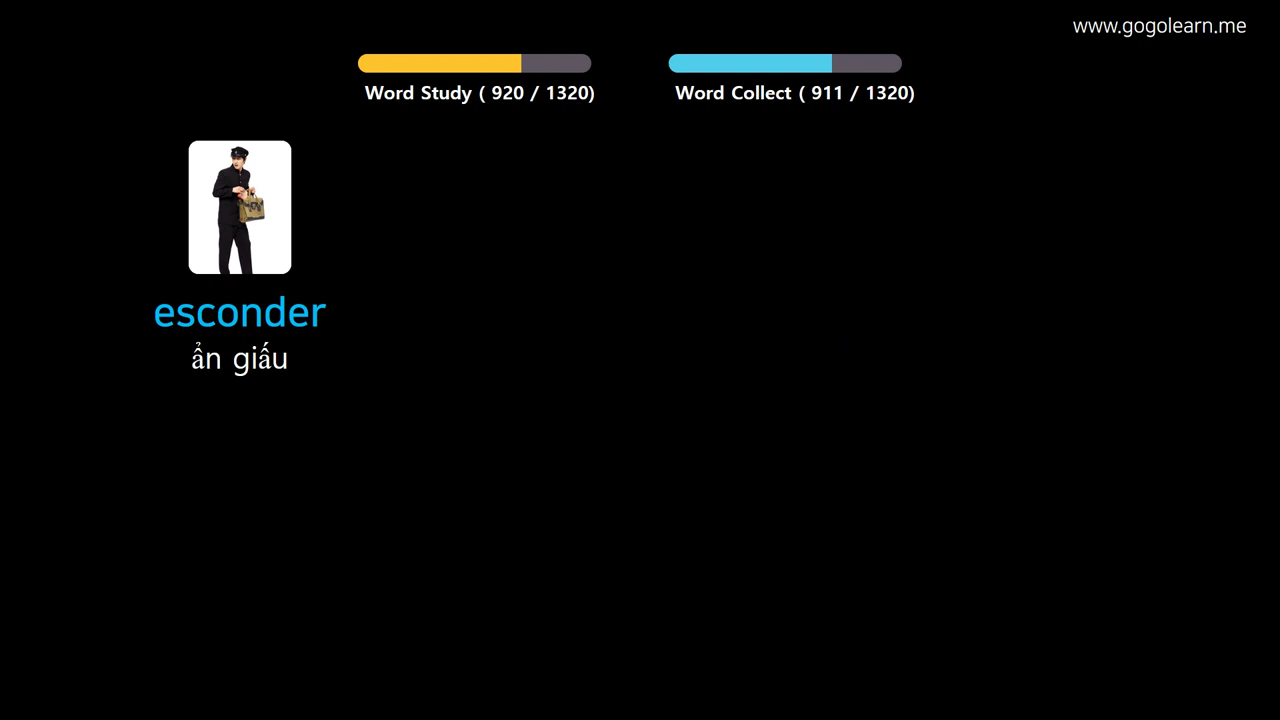 www.gogolearn.me
Word Study ( 920 / 1320)
Word Collect ( 911 / 1320)
esconder
ẩn giấu